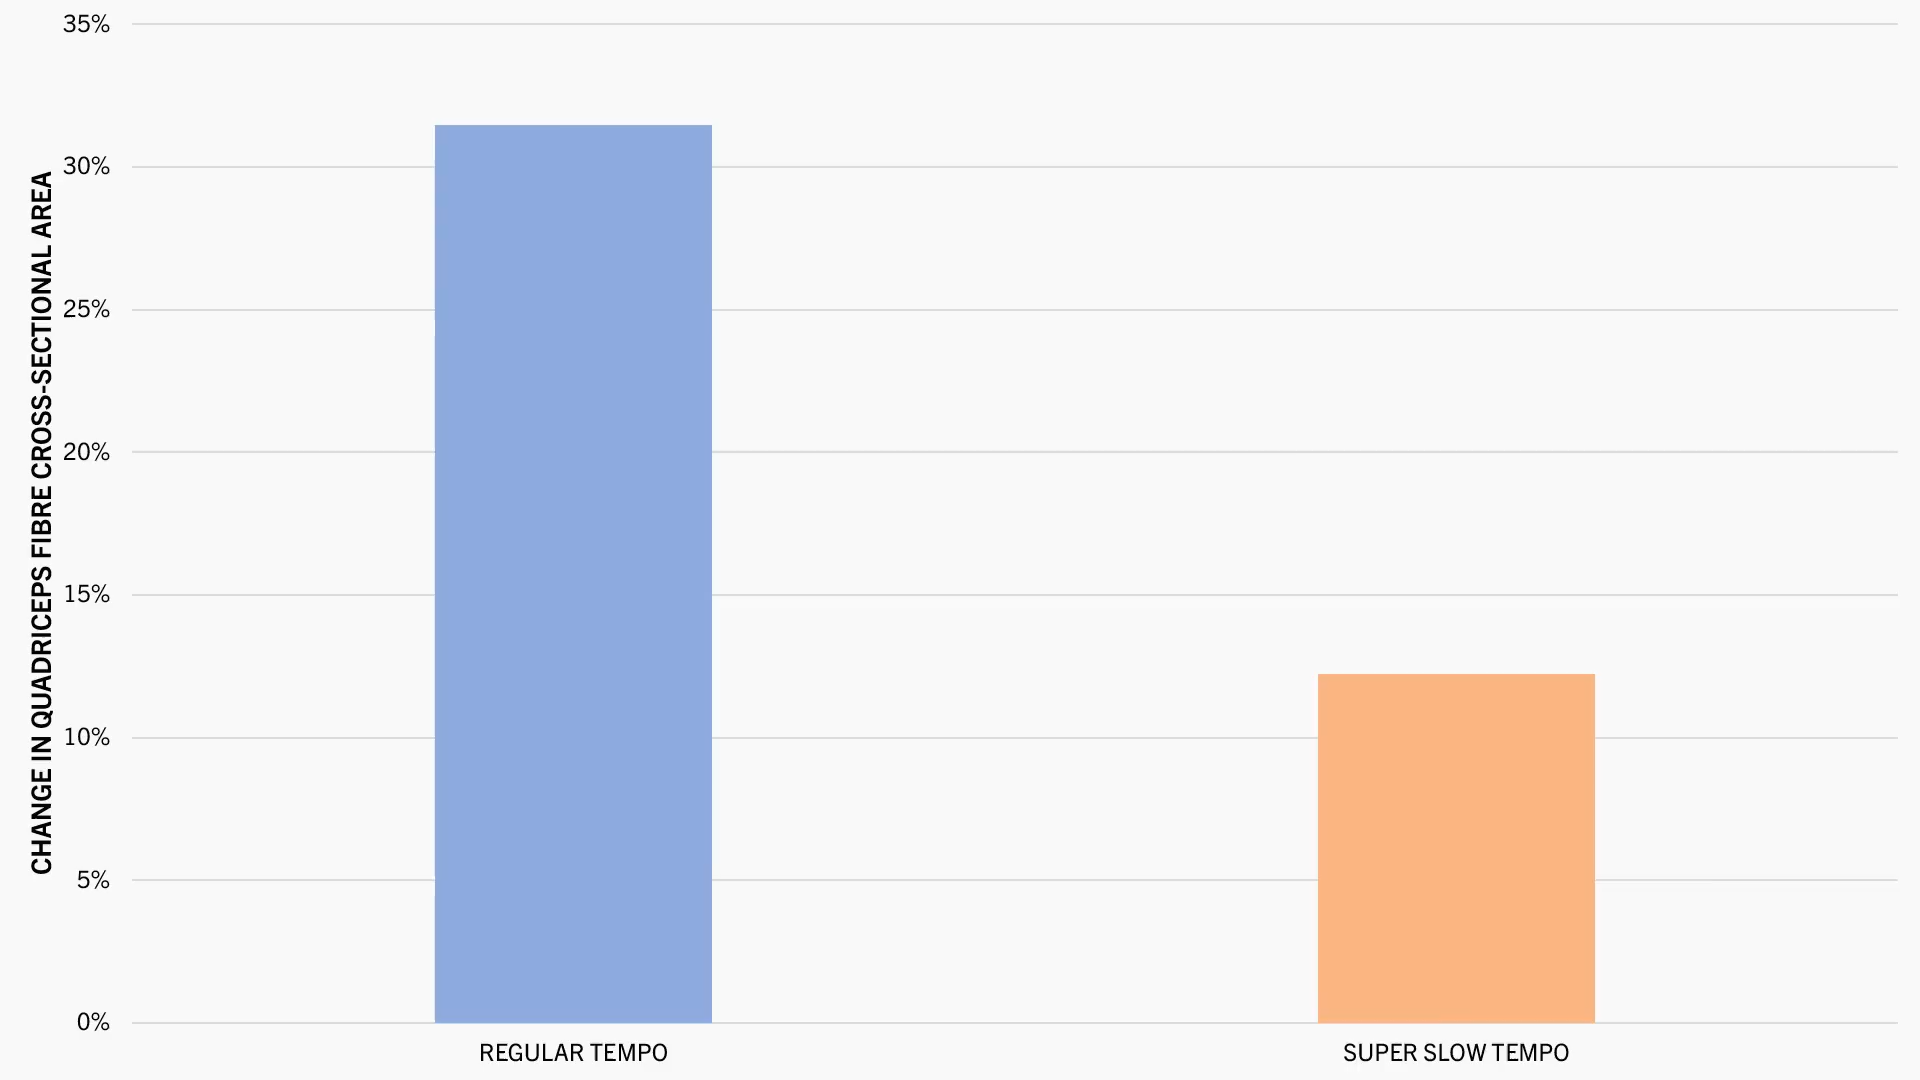 CHANGE IN QUADRICEPS FIBRE CROSS-SECTIONAL AREA
35%
30%
25%
20%
15%
10%
5%
0%
REGULAR TEMPO
SUPER SLOW TEMPO